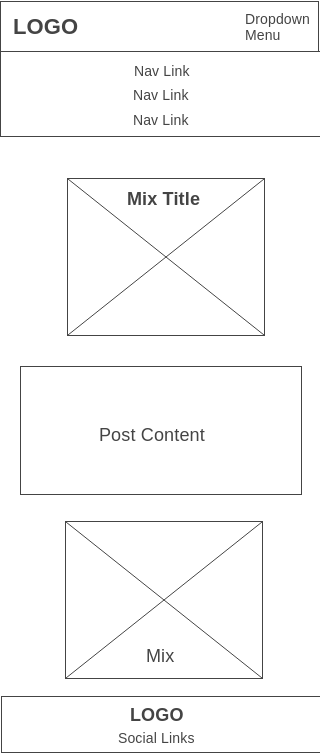 LOGO
Dropdown
Menu
Nav Link
Nav Link
Nav Link
Mix Title
Post Content
Mix
LOGO
Social Links